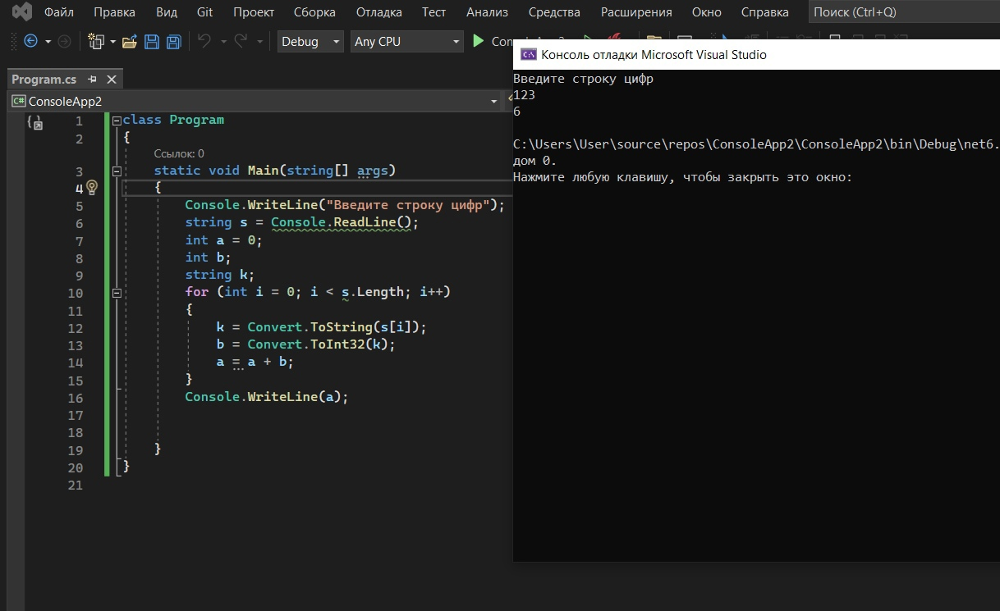 Файл Правка Вид Git Проект Сборка Отладка Тест Анализ Средства Расширения Окно Справка Поиск (Ctrl+Q)
Debug Any CPU
Program.cs
C# ConsoleApp2
1 class Program
2 {
Ссылок: 0
3 static void Main(string[] args)
4 {
5 Console.WriteLine("Введите строку цифр");
6 string s = Console.ReadLine();
7 int a = 0;
8 int b;
9 string k;
10 for (int i = 0; i < s.Length; i++)
11 {
12 k = Convert.ToString(s[i]);
13 b = Convert.ToInt32(k);
14 a = a + b;
15 }
16 Console.WriteLine(a);
17
18
19 }
20 }
21
C:\ Консоль отладки Microsoft Visual Studio
Введите строку цифр
123
6
C:\Users\User\source\repos\ConsoleApp2\ConsoleApp2\bin\Debug\net6.
дом 0.
Нажмите любую клавишу, чтобы закрыть это окно: